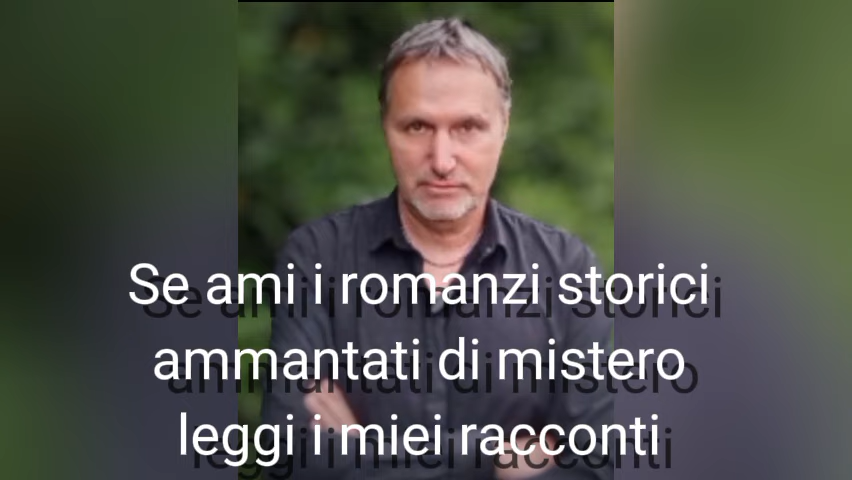 Se ami i romanzi storici
ammantati di mistero
leggi i miei racconti